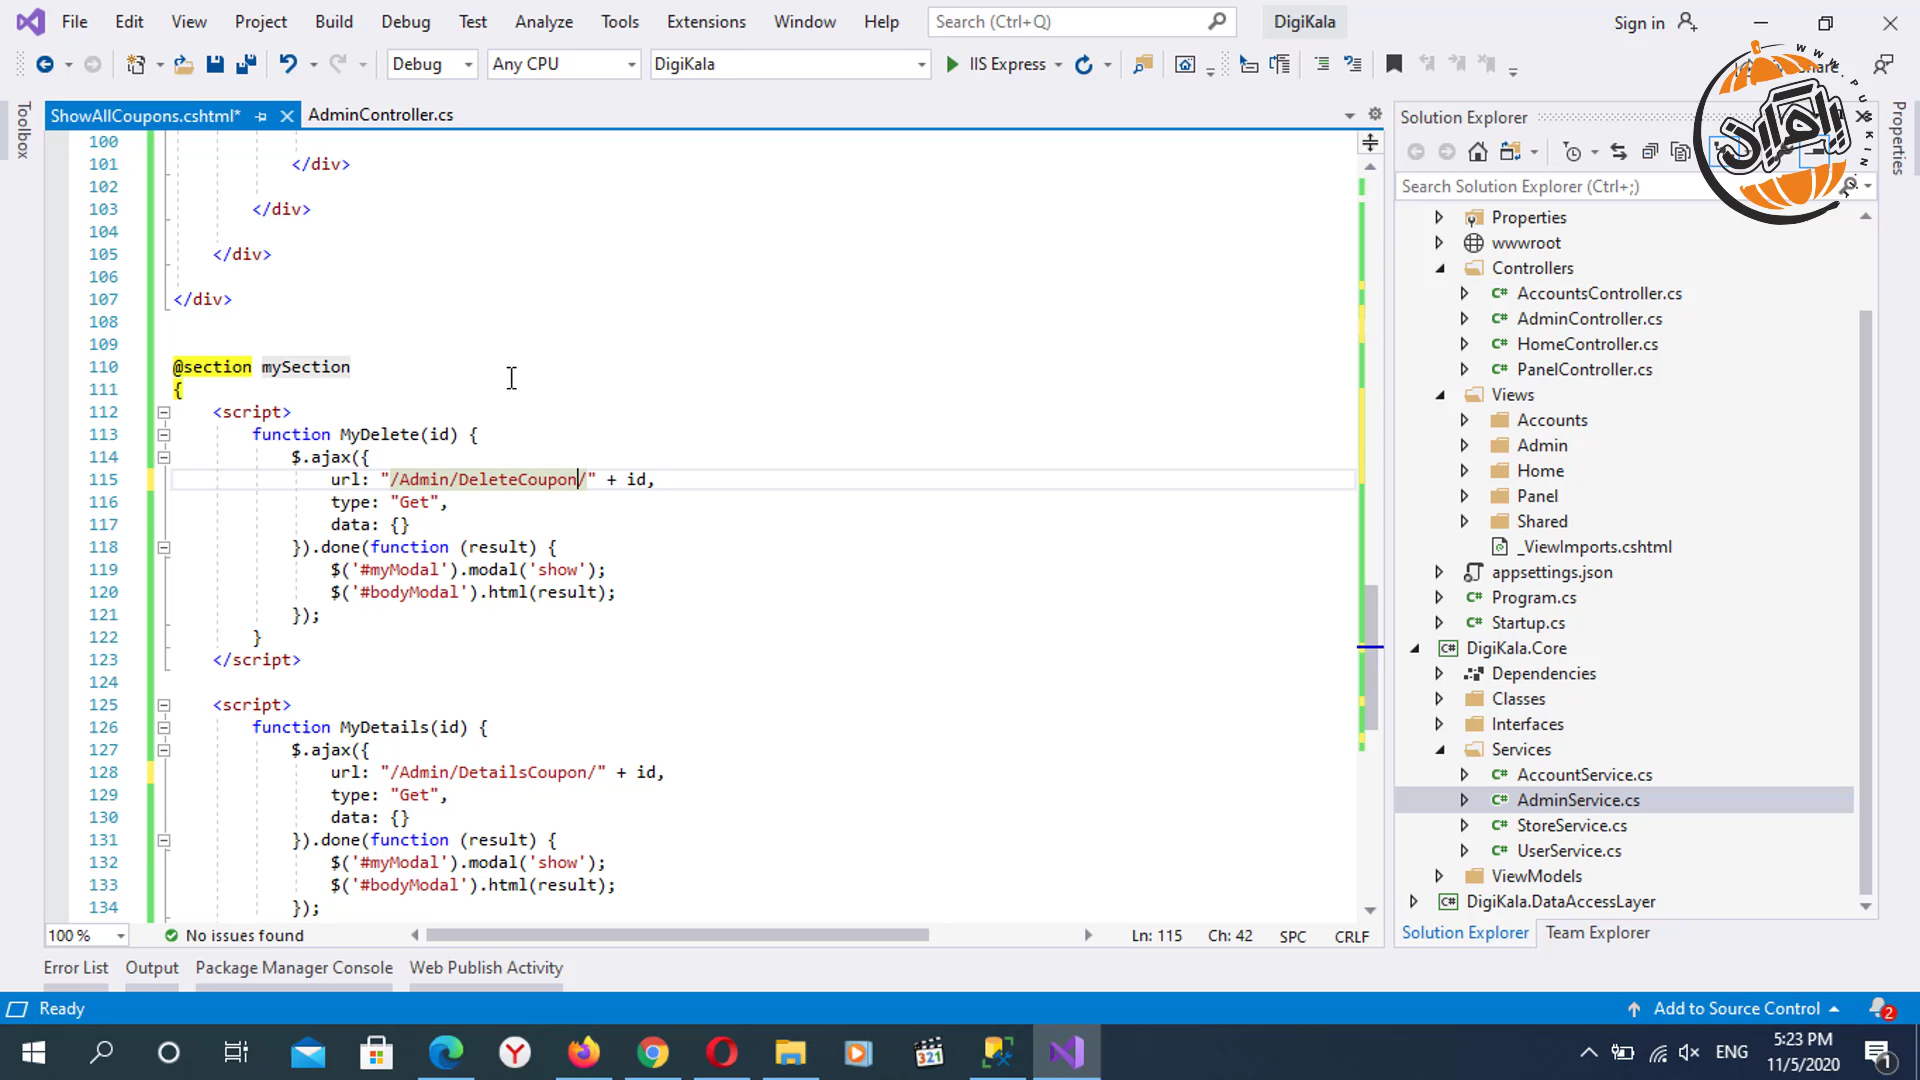 File Edit View Project Build Debug Test Analyze Tools Extensions Window Help Search (Ctrl+Q) DigiKala Sign in
Debug Any CPU DigiKala IIS Express
Toolbox
ShowAllCoupons.cshtml* AdminController.cs
100
101 </div>
102
103 </div>
104
105 </div>
106
107 </div>
108
109
110 @section mySection
111 {
112 <script>
113 function MyDelete(id) {
114 $.ajax({
115 url: "/Admin/DeleteCoupon/" + id,
116 type: "Get",
117 data: {}
118 }).done(function (result) {
119 $('#myModal').modal('show');
120 $('#bodyModal').html(result);
121 });
122 }
123 </script>
124
125 <script>
126 function MyDetails(id) {
127 $.ajax({
128 url: "/Admin/DetailsCoupon/" + id,
129 type: "Get",
130 data: {}
131 }).done(function (result) {
132 $('#myModal').modal('show');
133 $('#bodyModal').html(result);
134 });
100 % No issues found Ln: 115 Ch: 42 SPC CRLF
Solution Explorer
Search Solution Explorer (Ctrl+;)
Properties
wwwroot
Controllers
C# AccountsController.cs
C# AdminController.cs
C# HomeController.cs
C# PanelController.cs
Views
Accounts
Admin
Home
Panel
Shared
_ViewImports.cshtml
appsettings.json
C# Program.cs
C# Startup.cs
C# DigiKala.Core
Dependencies
Classes
Interfaces
Services
C# AccountService.cs
C# AdminService.cs
C# StoreService.cs
C# UserService.cs
ViewModels
C# DigiKala.DataAccessLayer
Solution Explorer Team Explorer
Properties
Error List Output Package Manager Console Web Publish Activity
Ready Add to Source Control 2
321
ENG
5:23 PM
11/5/2020
1